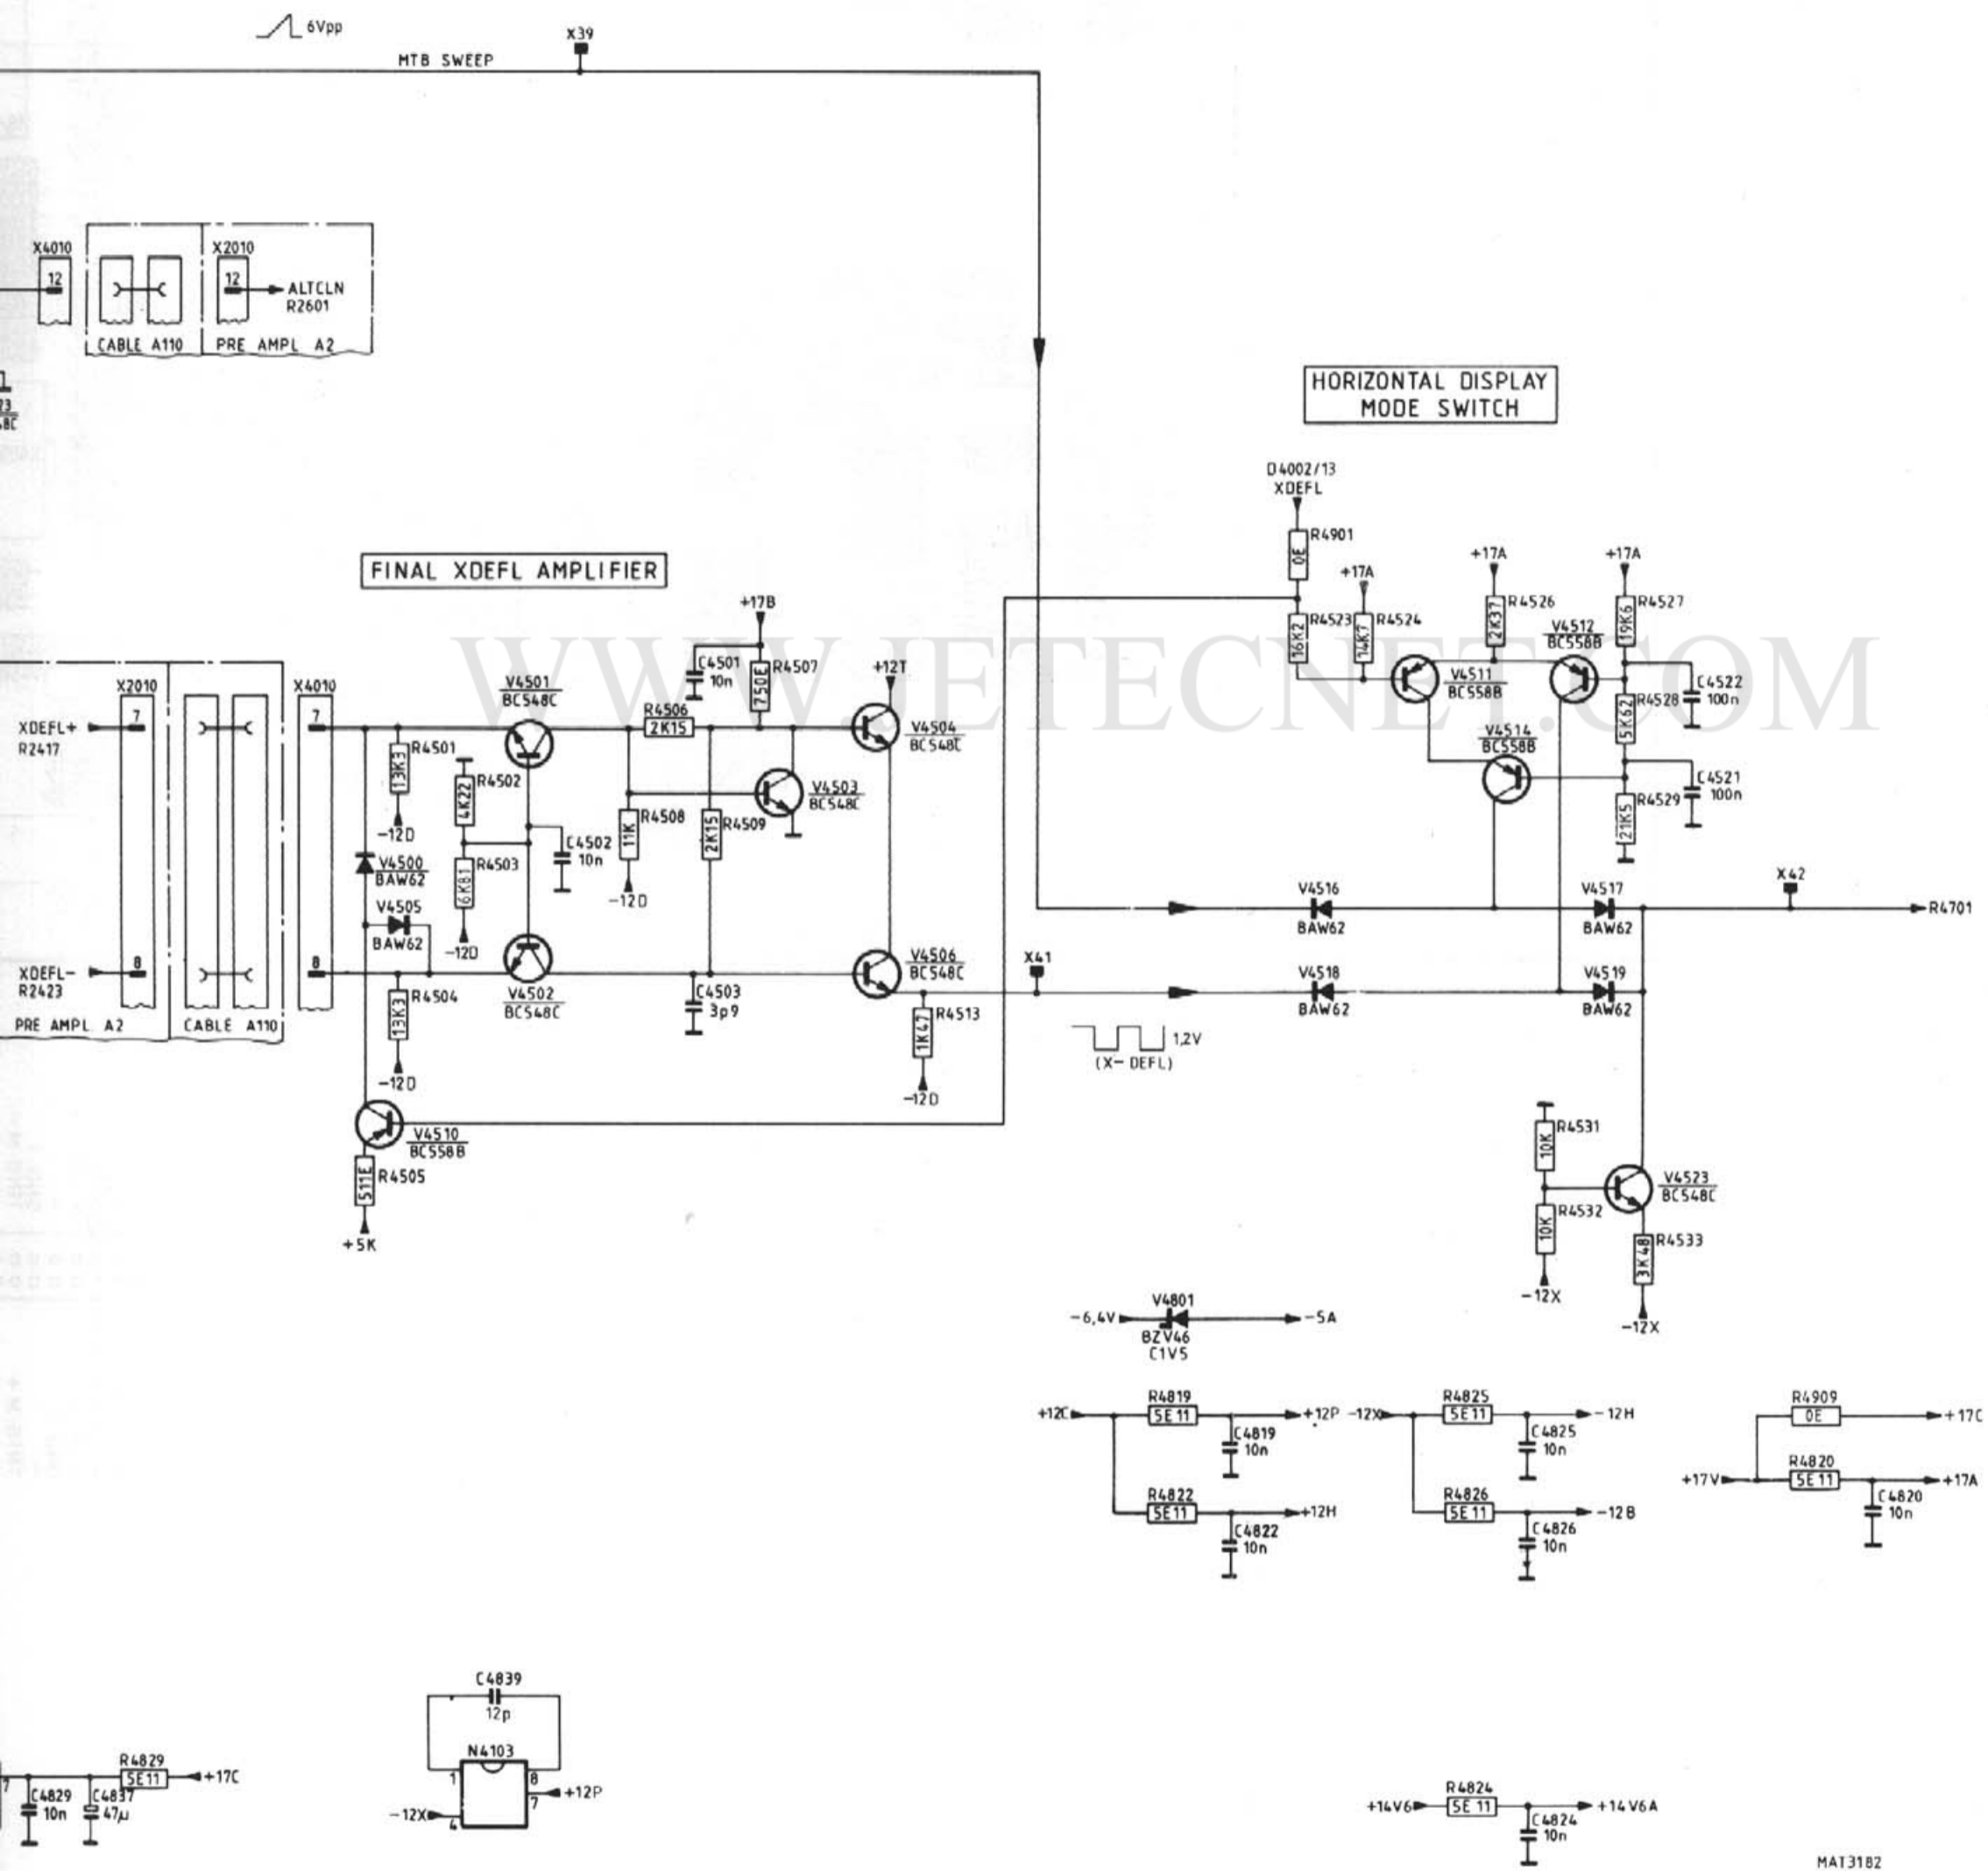 6Vpp
X39
MTB SWEEP
X4010
12
X2010
12
ALTCLN
R2601
CABLE A110
PRE AMPL A2
HORIZONTAL DISPLAY
MODE SWITCH
D4002/13
XDEFL
R4901
0E
FINAL XDEFL AMPLIFIER
+17A
+17A
+17A
R4523
16K2
R4524
14K7
R4526
2K37
V4512
BC558B
R4527
19K6
WWW.JETECNET.COM
+17B
C4501
10n
R4507
750E
+12T
V4511
BC558B
R4528
5K62
C4522
100n
X2010
7
X4010
7
XDEFL+
R2417
V4501
BC548C
R4506
2K15
V4504
BC548C
V4514
BC558B
R4501
13K3
-12D
R4502
4K22
V4503
BC548C
C4521
100n
R4529
21K5
R4508
11K
-12D
R4509
2K15
C4502
10n
V4500
BAW62
R4503
6K81
-12D
V4505
BAW62
V4516
BAW62
V4517
BAW62
X42
R4701
XDEFL-
R2423
8
8
R4504
13K3
-12D
V4502
BC548C
C4503
3p9
V4506
BC548C
X41
R4513
1K47
-12D
V4518
BAW62
V4519
BAW62
PRE AMPL A2
CABLE A110
1,2V
(X-DEFL)
V4510
BC558B
R4505
511E
+5K
R4531
10K
R4532
10K
-12X
V4523
BC548C
R4533
3K48
-12X
V4801
-6,4V
-5A
BZV46
C1V5
R4819
+12C
5E11
+12P
C4819
10n
R4822
5E11
+12H
C4822
10n
R4825
-12X
5E11
-12H
C4825
10n
R4826
5E11
-12B
C4826
10n
R4909
0E
+17C
R4820
+17V
5E11
+17A
C4820
10n
C4839
12p
N4103
1
8
7
+12P
-12X
4
R4829
7
5E11
+17C
C4829
10n
C4837
47µ
R4824
+14V6
5E11
+14V6A
C4824
10n
MAT3182